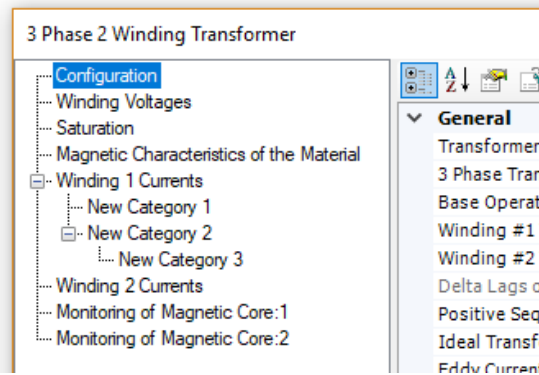 3 Phase 2 Winding Transformer
Configuration
Winding Voltages
Saturation
Magnetic Characteristics of the Material
Winding 1 Currents
New Category 1
New Category 2
New Category 3
Winding 2 Currents
Monitoring of Magnetic Core:1
Monitoring of Magnetic Core:2
General
Transformer
3 Phase Tran
Base Operat
Winding #1
Winding #2
Delta Lags o
Positive Seq
Ideal Transf
Eddy Current